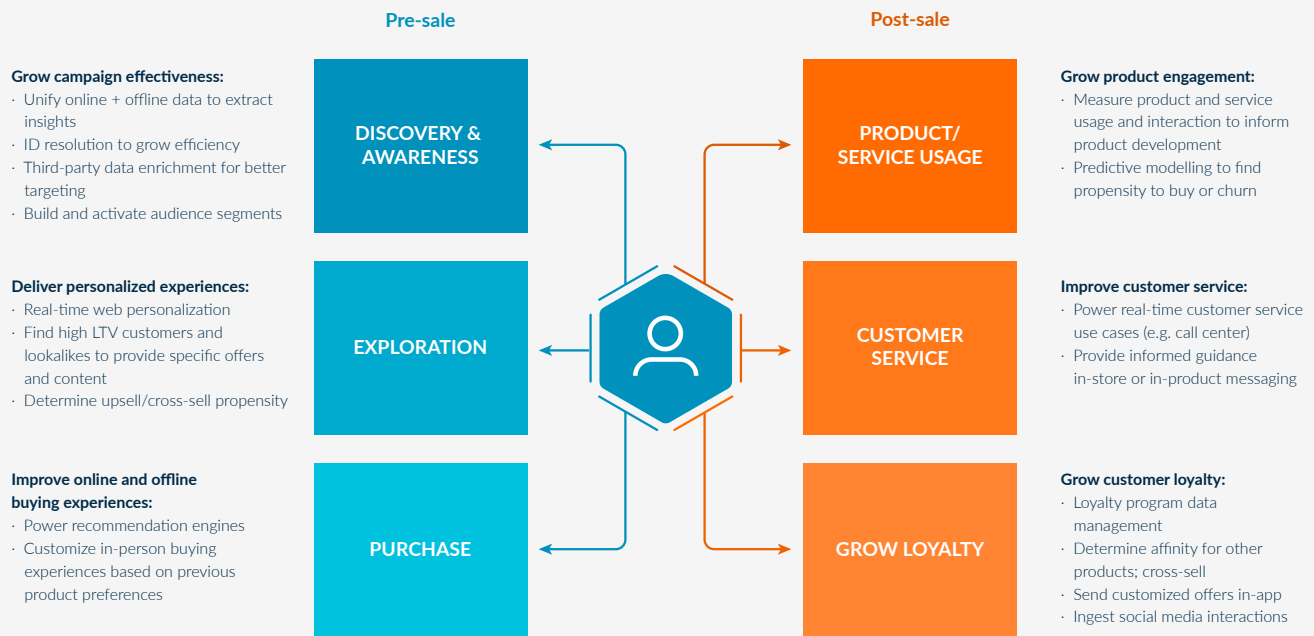 Pre-sale
Post-sale
Grow campaign effectiveness:
· Unify online + offline data to extract
insights
· ID resolution to grow efficiency
· Third-party data enrichment for better
targeting
· Build and activate audience segments
DISCOVERY &
AWARENESS
PRODUCT/
SERVICE USAGE
Grow product engagement:
· Measure product and service
usage and interaction to inform
product development
· Predictive modelling to find
propensity to buy or churn
Deliver personalized experiences:
· Real-time web personalization
· Find high LTV customers and
lookalikes to provide specific offers
and content
· Determine upsell/cross-sell propensity
EXPLORATION
CUSTOMER
SERVICE
Improve customer service:
· Power real-time customer service
use cases (e.g. call center)
· Provide informed guidance
in-store or in-product messaging
Improve online and offline
buying experiences:
· Power recommendation engines
· Customize in-person buying
experiences based on previous
product preferences
PURCHASE
GROW LOYALTY
Grow customer loyalty:
· Loyalty program data
management
· Determine affinity for other
products; cross-sell
· Send customized offers in-app
· Ingest social media interactions